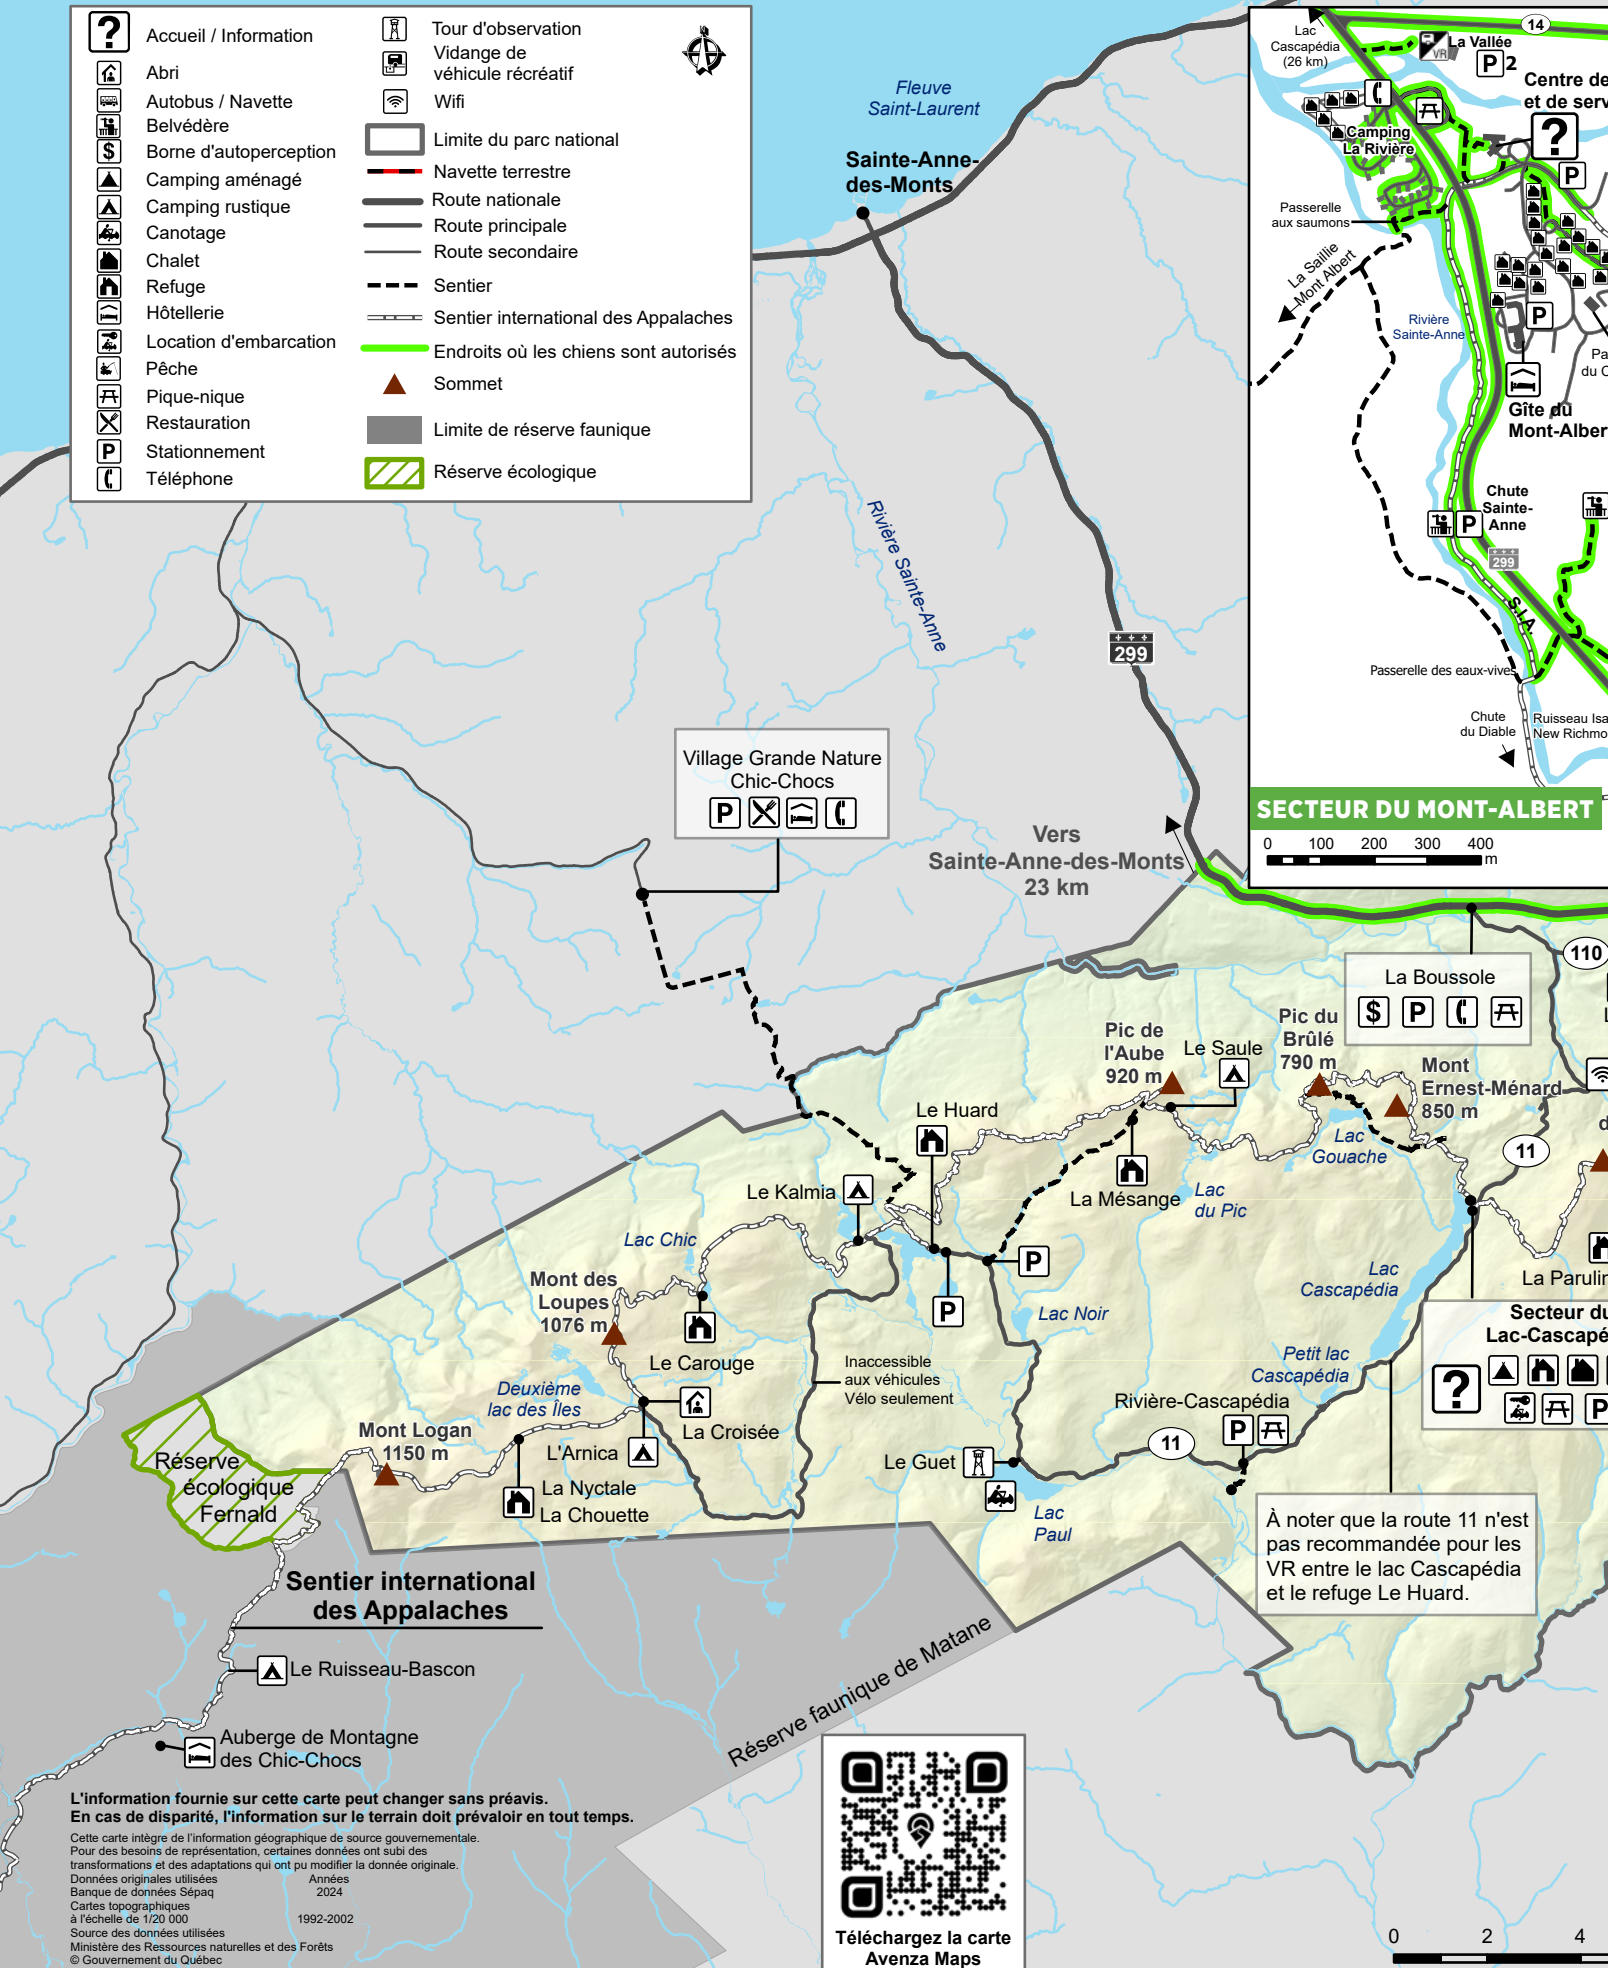 ?
Accueil / Information
Abri
Autobus / Navette
Belvédère
$
Borne d'autoperception
Camping aménagé
Camping rustique
Canotage
Chalet
Refuge
Hôtellerie
Location d'embarcation
Pêche
Pique-nique
Restauration
P
Stationnement
Téléphone
Tour d'observation
Vidange de
véhicule récréatif
Wifi
Limite du parc national
Navette terrestre
Route nationale
Route principale
Route secondaire
Sentier
Sentier international des Appalaches
Endroits où les chiens sont autorisés
Sommet
Limite de réserve faunique
Réserve écologique
Fleuve
Saint-Laurent
Sainte-Anne-
des-Monts
Rivière Sainte-Anne
299
Lac
Cascapédia
(26 km)
14
VR
La Vallée
P 2
Centre de
et de serv
?
P
Camping
La Rivière
Passerelle
aux saumons
La Saillie
Mont Albert
Rivière
Sainte-Anne
P
Pa
du C
Gîte du
Mont-Alber
Chute
Sainte-
Anne
P
299
S.I.A.
Passerelle des eaux-vives
Chute
du Diable
Ruisseau Isa
New Richmo
SECTEUR DU MONT-ALBERT
0 100 200 300 400
m
Village Grande Nature
Chic-Chocs
P
Vers
Sainte-Anne-des-Monts
23 km
La Boussole
$ P
110
Pic de
l'Aube
920 m
Le Saule
Pic du
Brûlé
790 m
Mont
Ernest-Ménard
850 m
Lac
Gouache
11
Le Huard
La Mésange
Lac
du Pic
Le Kalmia
Lac Chic
P
P
Lac Noir
Lac
Cascapédia
La Parulin
Mont des
Loupes
1076 m
Le Carouge
Secteur du
Lac-Cascapé
?
P
Inaccessible
aux véhicules
Vélo seulement
Petit lac
Cascapédia
Deuxième
lac des Îles
Rivière-Cascapédia
P
11
La Croisée
Mont Logan
1150 m
L'Arnica
Le Guet
La Nyctale
La Chouette
Réserve
écologique
Fernald
Lac
Paul
À noter que la route 11 n'est
pas recommandée pour les
VR entre le lac Cascapédia
et le refuge Le Huard.
Sentier international
des Appalaches
Le Ruisseau-Bascon
Réserve faunique de Matane
Auberge de Montagne
des Chic-Chocs
L'information fournie sur cette carte peut changer sans préavis.
En cas de disparité, l'information sur le terrain doit prévaloir en tout temps.
Cette carte intègre de l'information géographique de source gouvernementale.
Pour des besoins de représentation, certaines données ont subi des
transformations et des adaptations qui ont pu modifier la donnée originale.
Données originales utilisées Années
Banque de données Sépaq 2024
Cartes topographiques
à l'échelle de 1/20 000 1992-2002
Source des données utilisées
Ministère des Ressources naturelles et des Forêts
© Gouvernement du Québec
Téléchargez la carte
Avenza Maps
0 2 4